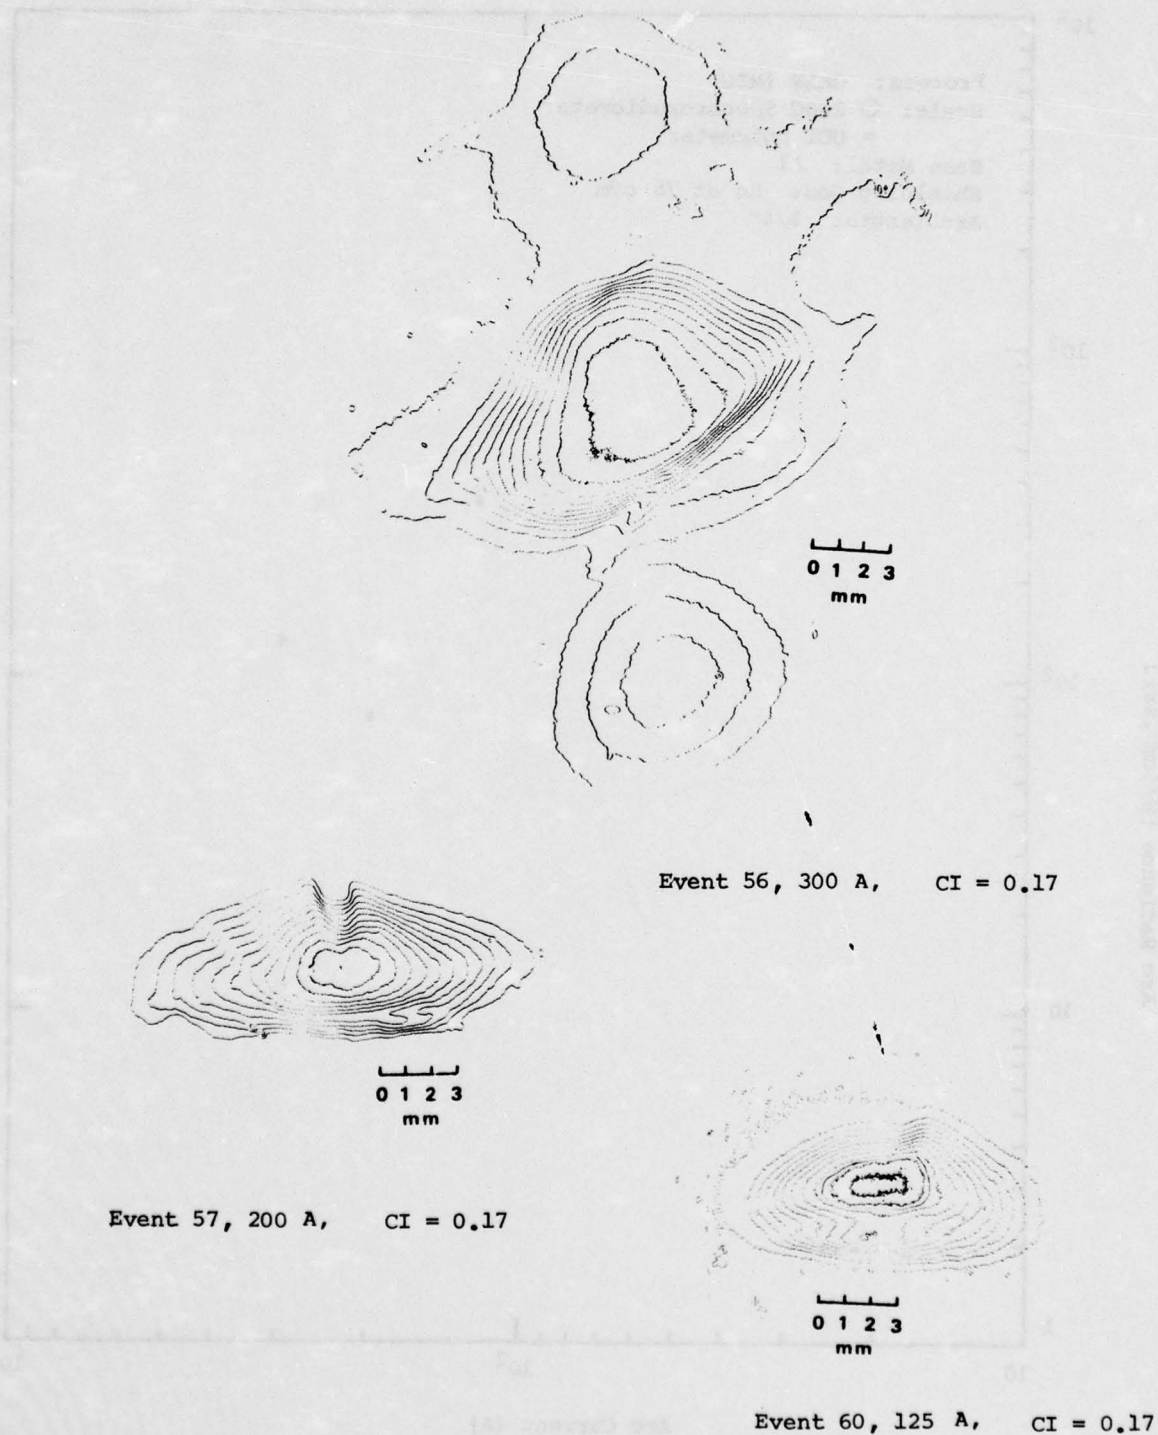 0 1 2 3
mm
Event 56, 300 A, CI = 0.17
0 1 2 3
mm
Event 57, 200 A, CI = 0.17
0 1 2 3
mm
Event 60, 125 A, CI = 0.17